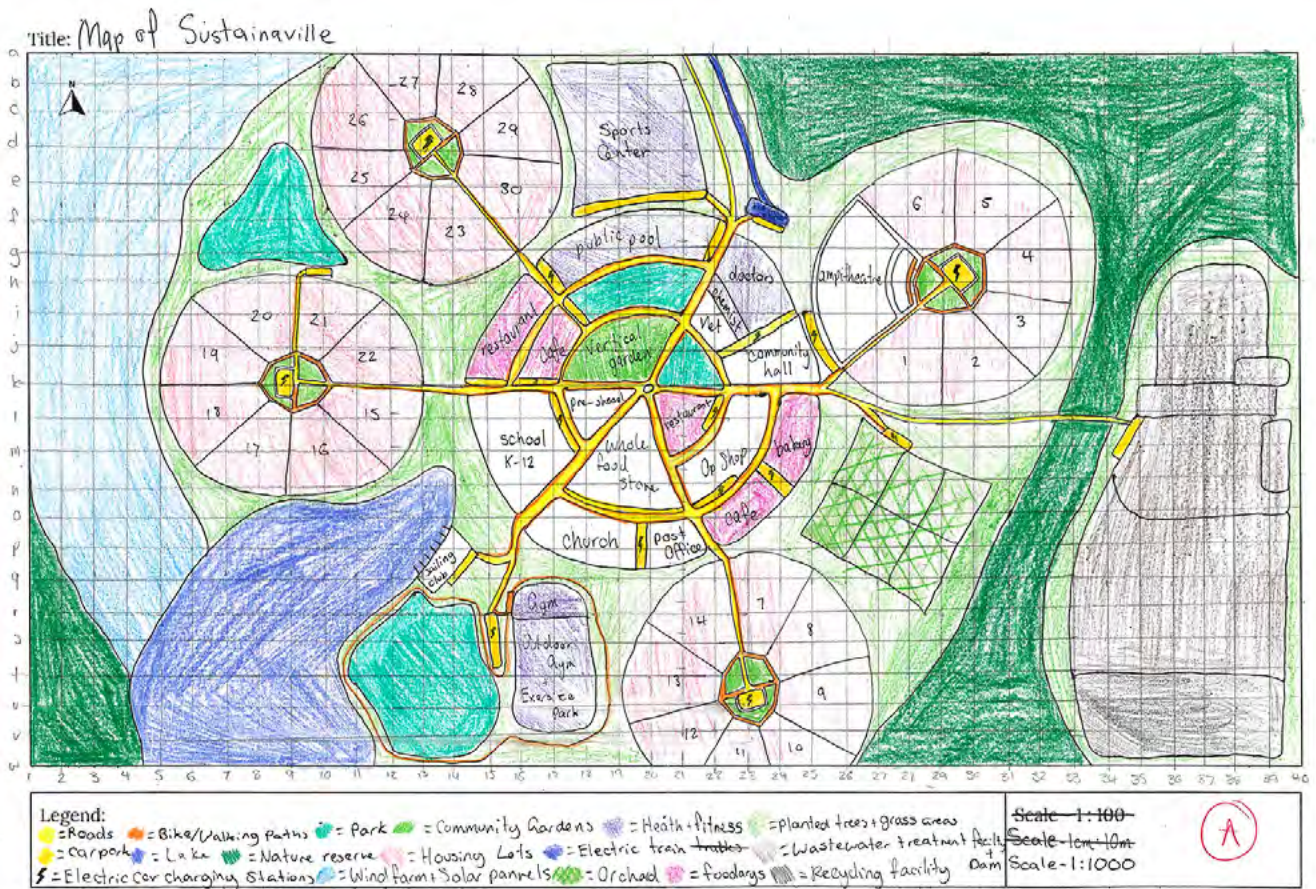 Title: Map of Sustainaville
N
a
b
c
d
e
f
g
h
i
j
k
l
m
n
o
p
q
r
s
t
u
v
w
27
28
26
29
25
30
24
23
Sports
Center
public pool
doctors
chemist
Vet
community
hall
ampitheatre
6
5
4
3
2
1
20
21
19
22
18
15
17
16
restaurant
cafe
vertical
garden
pre-school
school
K-12
whole
food
store
restaurant
Op Shop
bakery
cafe
church
Post
Office
Sailing
club
Gym
Outdoor
Gym
+
Exercise
Park
14
7
8
13
9
12
11
10
1 2 3 4 5 6 7 8 9 10 11 12 13 14 15 16 17 18 19 20 21 22 23 24 25 26 27 29 30 31 32 33 34 35 36 37 38 39 40
Legend:
=Roads =Bike/Walking Paths = Park = Community Gardens = Heath+fitness =planted trees+grass areas
=Carpark = Lake = Nature reserve = Housing Lots = Electric train tracks =Wastewater treatment facility + Dam
=Electric car charging stations =Wind farm+Solar pannels =Orchad = foodarys = Recycling facility
Scale-1:100
Scale-1cm=10m
Scale-1:1000
A